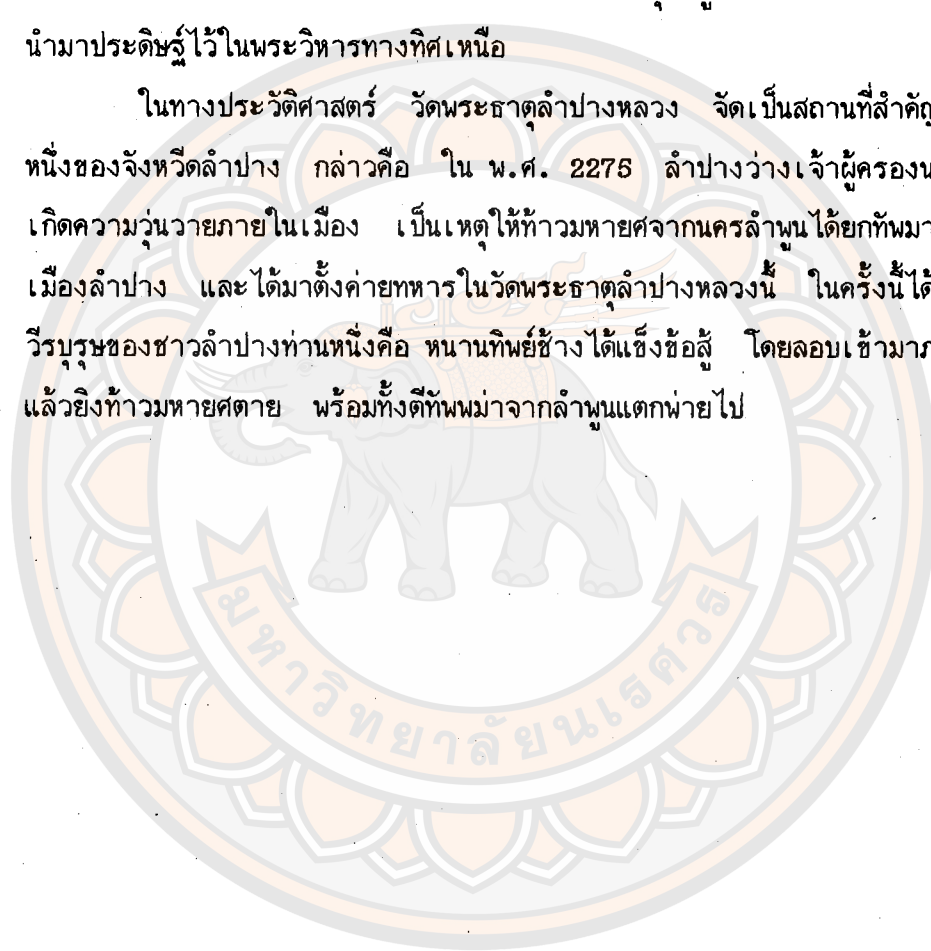 นำมาประดิษฐ์ไว้ในพระวิหารทางทิศเหนือ
ในทางประวัติศาสตร์ วัดพระธาตุลำปางหลวง จัดเป็นสถานที่สำคัญ
หนึ่งของจังหวัดลำปาง กล่าวคือ ใน พ.ศ. 2275 ลำปางว่างเจ้าผู้ครอง
เกิดความวุ่นวายภายในเมือง เป็นเหตุให้ท้าวมหายศจากนครลำพูนได้ยกทัพมา
เมืองลำปาง และได้มาตั้งค่ายทหารในวัดพระธาตุลำปางหลวงนี้ ในครั้งนี้ได้
วีรบุรุษของชาวลำปางท่านหนึ่งคือ หนานทิพย์ช้างได้แข็งข้อสู้ โดยลอบเข้ามา
แล้วยิงท้าวมหายศตาย พร้อมทั้งตีทัพพม่าจากลำพูนแตกพ่ายไป
มหาวิทยาลัยนเรศวร